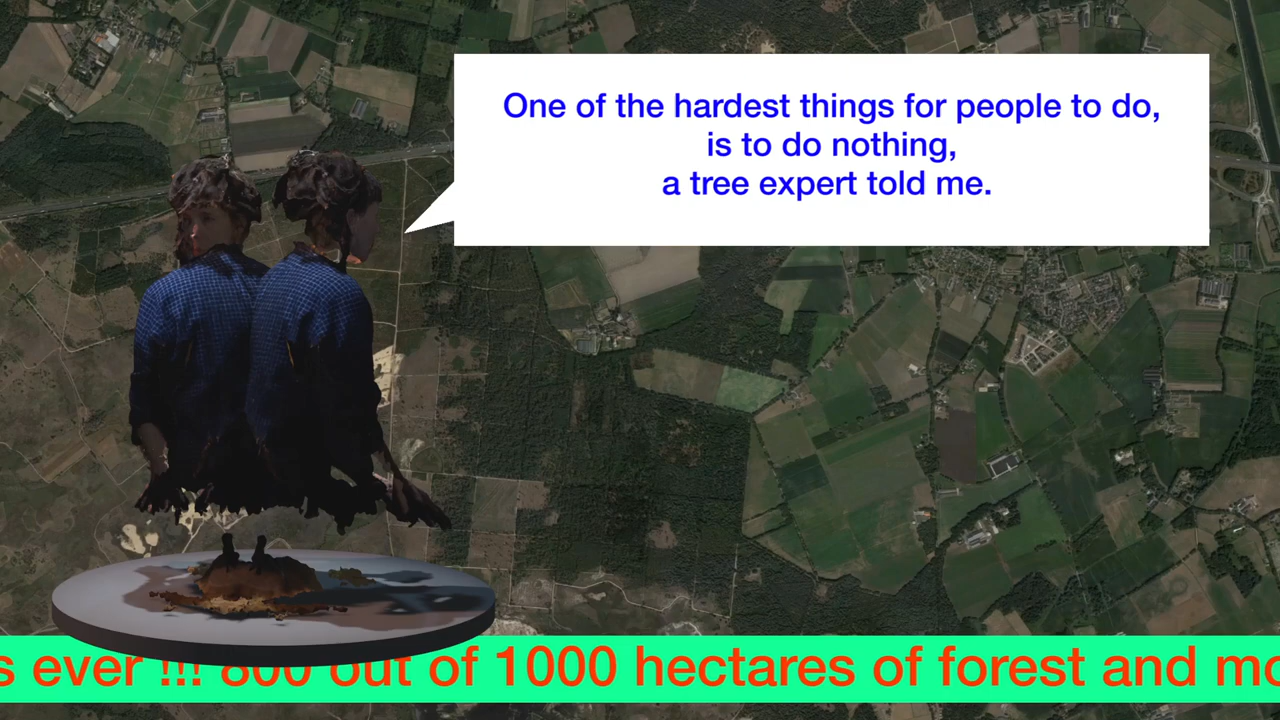 One of the hardest things for people to do,
is to do nothing,
a tree expert told me.
s ever !!! 800 out of 1000 hectares of forest and mo